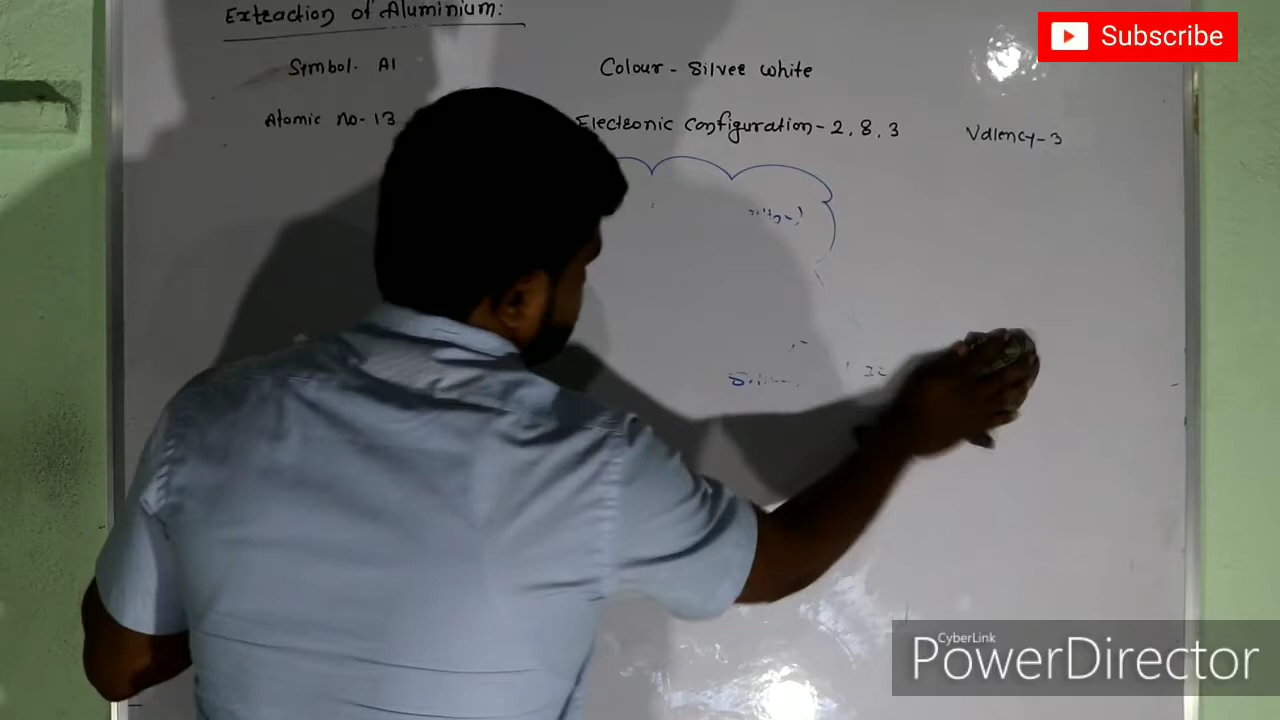 Extraction of Aluminium:
Subscribe
Symbol. Al
Colour - Silver white
Atomic no-13
Electronic Configuration - 2, 8, 3
Valency-3
CyberLink
PowerDirector